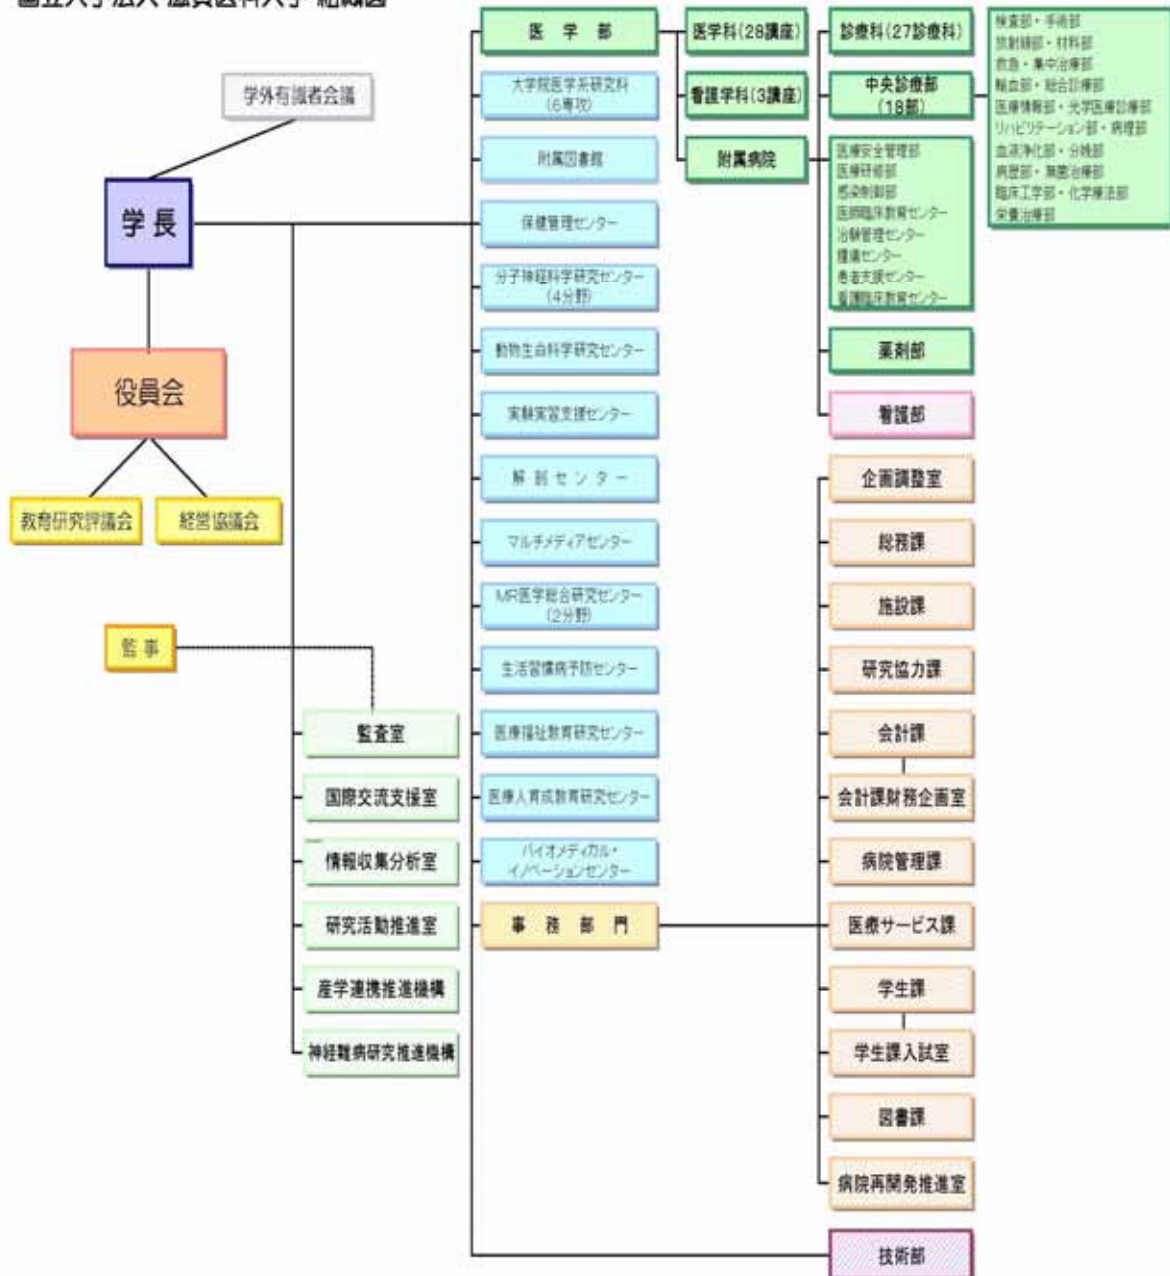 国立大学法人 滋賀医科大学 組織図
学外有識者会議
学長
役員会
教育研究評議会
経営協議会
監事
監査室
国際交流支援室
情報収集分析室
研究活動推進室
産学連携推進機構
神経難病研究推進機構
医学部
大学院医学系研究科
(6専攻)
附属図書館
保健管理センター
分子神経科学研究センター
(4分野)
動物生命科学研究センター
実験実習支援センター
解剖センター
マルチメディアセンター
MR医学総合研究センター
(2分野)
生活習慣病予防センター
医療福祉教育研究センター
医療人育成教育研究センター
バイオメディカル・
イノベーションセンター
事務部門
医学科(28講座)
看護学科(3講座)
附属病院
診療科(27診療科)
中央診療部
(18部)
検査部・手術部
放射線部・材料部
救急・集中治療部
輸血部・総合診療部
医療情報部・光学医療診療部
リハビリテーション部・病理部
血液浄化部・分娩部
病歴部・無菌治療部
臨床工学部・化学療法部
栄養治療部
医療安全管理部
医療研修部
感染制御部
医師臨床教育センター
治験管理センター
腫瘍センター
患者支援センター
看護臨床教育センター
薬剤部
看護部
企画調整室
総務課
施設課
研究協力課
会計課
会計課財務企画室
病院管理課
医療サービス課
学生課
学生課入試室
図書課
病院再開発推進室
技術部